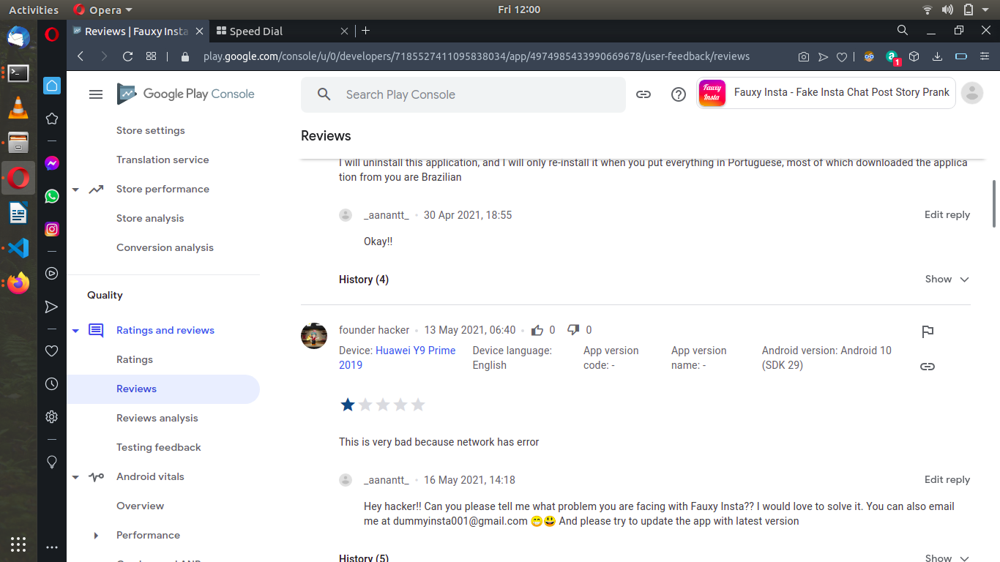 Activities
Opera
Fri 12:00
Reviews | Fauxy Insta
Speed Dial
play.google.com/console/u/0/developers/7185527411095838034/app/4974985433990669678/user-feedback/reviews
1
Google Play Console
Search Play Console
Fauxy Insta
Fauxy Insta - Fake Insta Chat Post Story Prank
Store settings
Translation service
Store performance
Store analysis
Conversion analysis
Quality
Ratings and reviews
Ratings
Reviews
Reviews analysis
Testing feedback
Android vitals
Overview
Performance
Reviews
I will uninstall this application, and I will only re-install it when you put everything in Portuguese, most of which downloaded the applica
tion from you are Brazilian
_aanantt_ • 30 Apr 2021, 18:55
Edit reply
Okay!!
History (4)
Show
founder hacker • 13 May 2021, 06:40 • 0 0
Device: Huawei Y9 Prime
2019
Device language:
English
App version
code: -
App version
name: -
Android version: Android 10
(SDK 29)
This is very bad because network has error
_aanantt_ • 16 May 2021, 14:18
Edit reply
Hey hacker!! Can you please tell me what problem you are facing with Fauxy Insta?? I would love to solve it. You can also email
me at dummyinsta001@gmail.com 😁😃 And please try to update the app with latest version
History (5)
Show